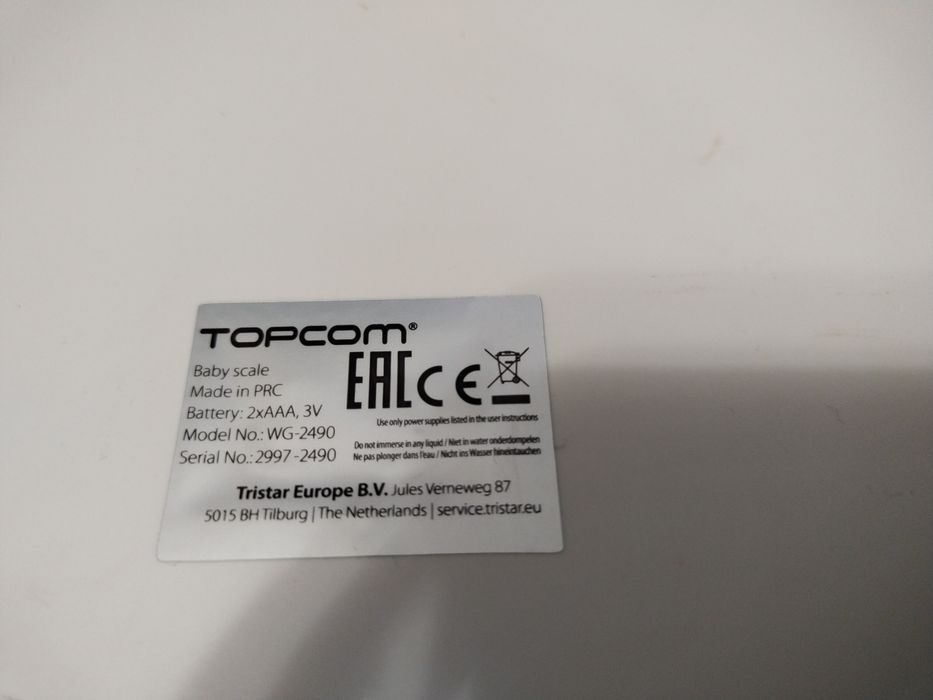 TOPCOM®
Baby scale
Made in PRC
Battery: 2xAAA, 3V
Model No.: WG-2490
Serial No.: 2997-2490
EAC CE
Use only power supplies listed in the user instructions
Do not immerse in any liquid / Niet in water onderdompelen
Ne pas plonger dans l'eau / Nicht ins Wasser hineintauchen
Tristar Europe B.V. Jules Verneweg 87
5015 BH Tilburg | The Netherlands | service.tristar.eu